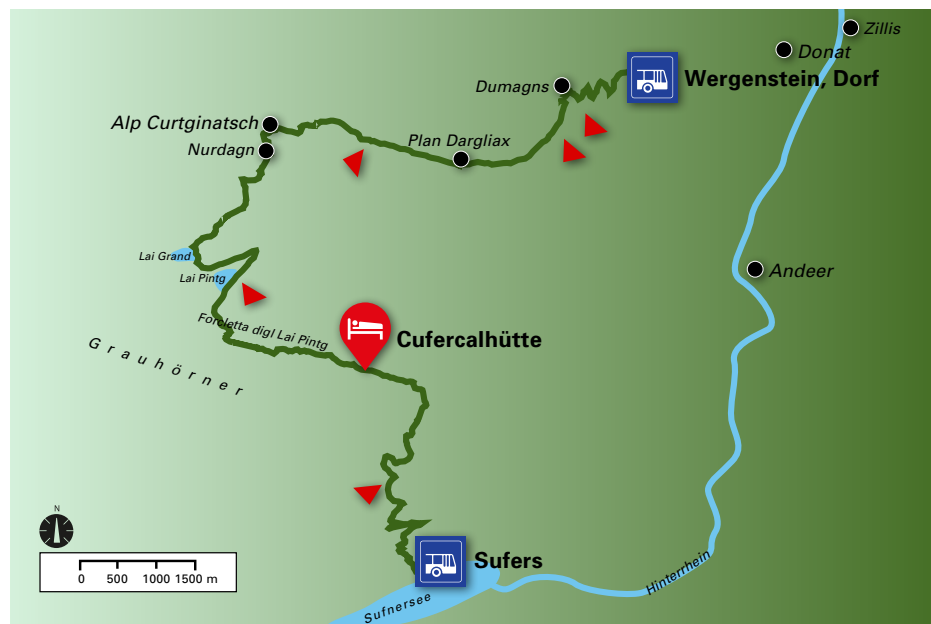 Zillis
Donat
Wergenstein, Dorf
Dumagns
Alp Curtginatsch
Plan Dargliax
Nurdagn
Lai Grand
Lai Pintg
Andeer
Forcletta digl Lai Pintg
Cufercalhütte
Grauhörner
N
0 500 1000 1500 m
Sufers
Hinterrhein
Sufnersee